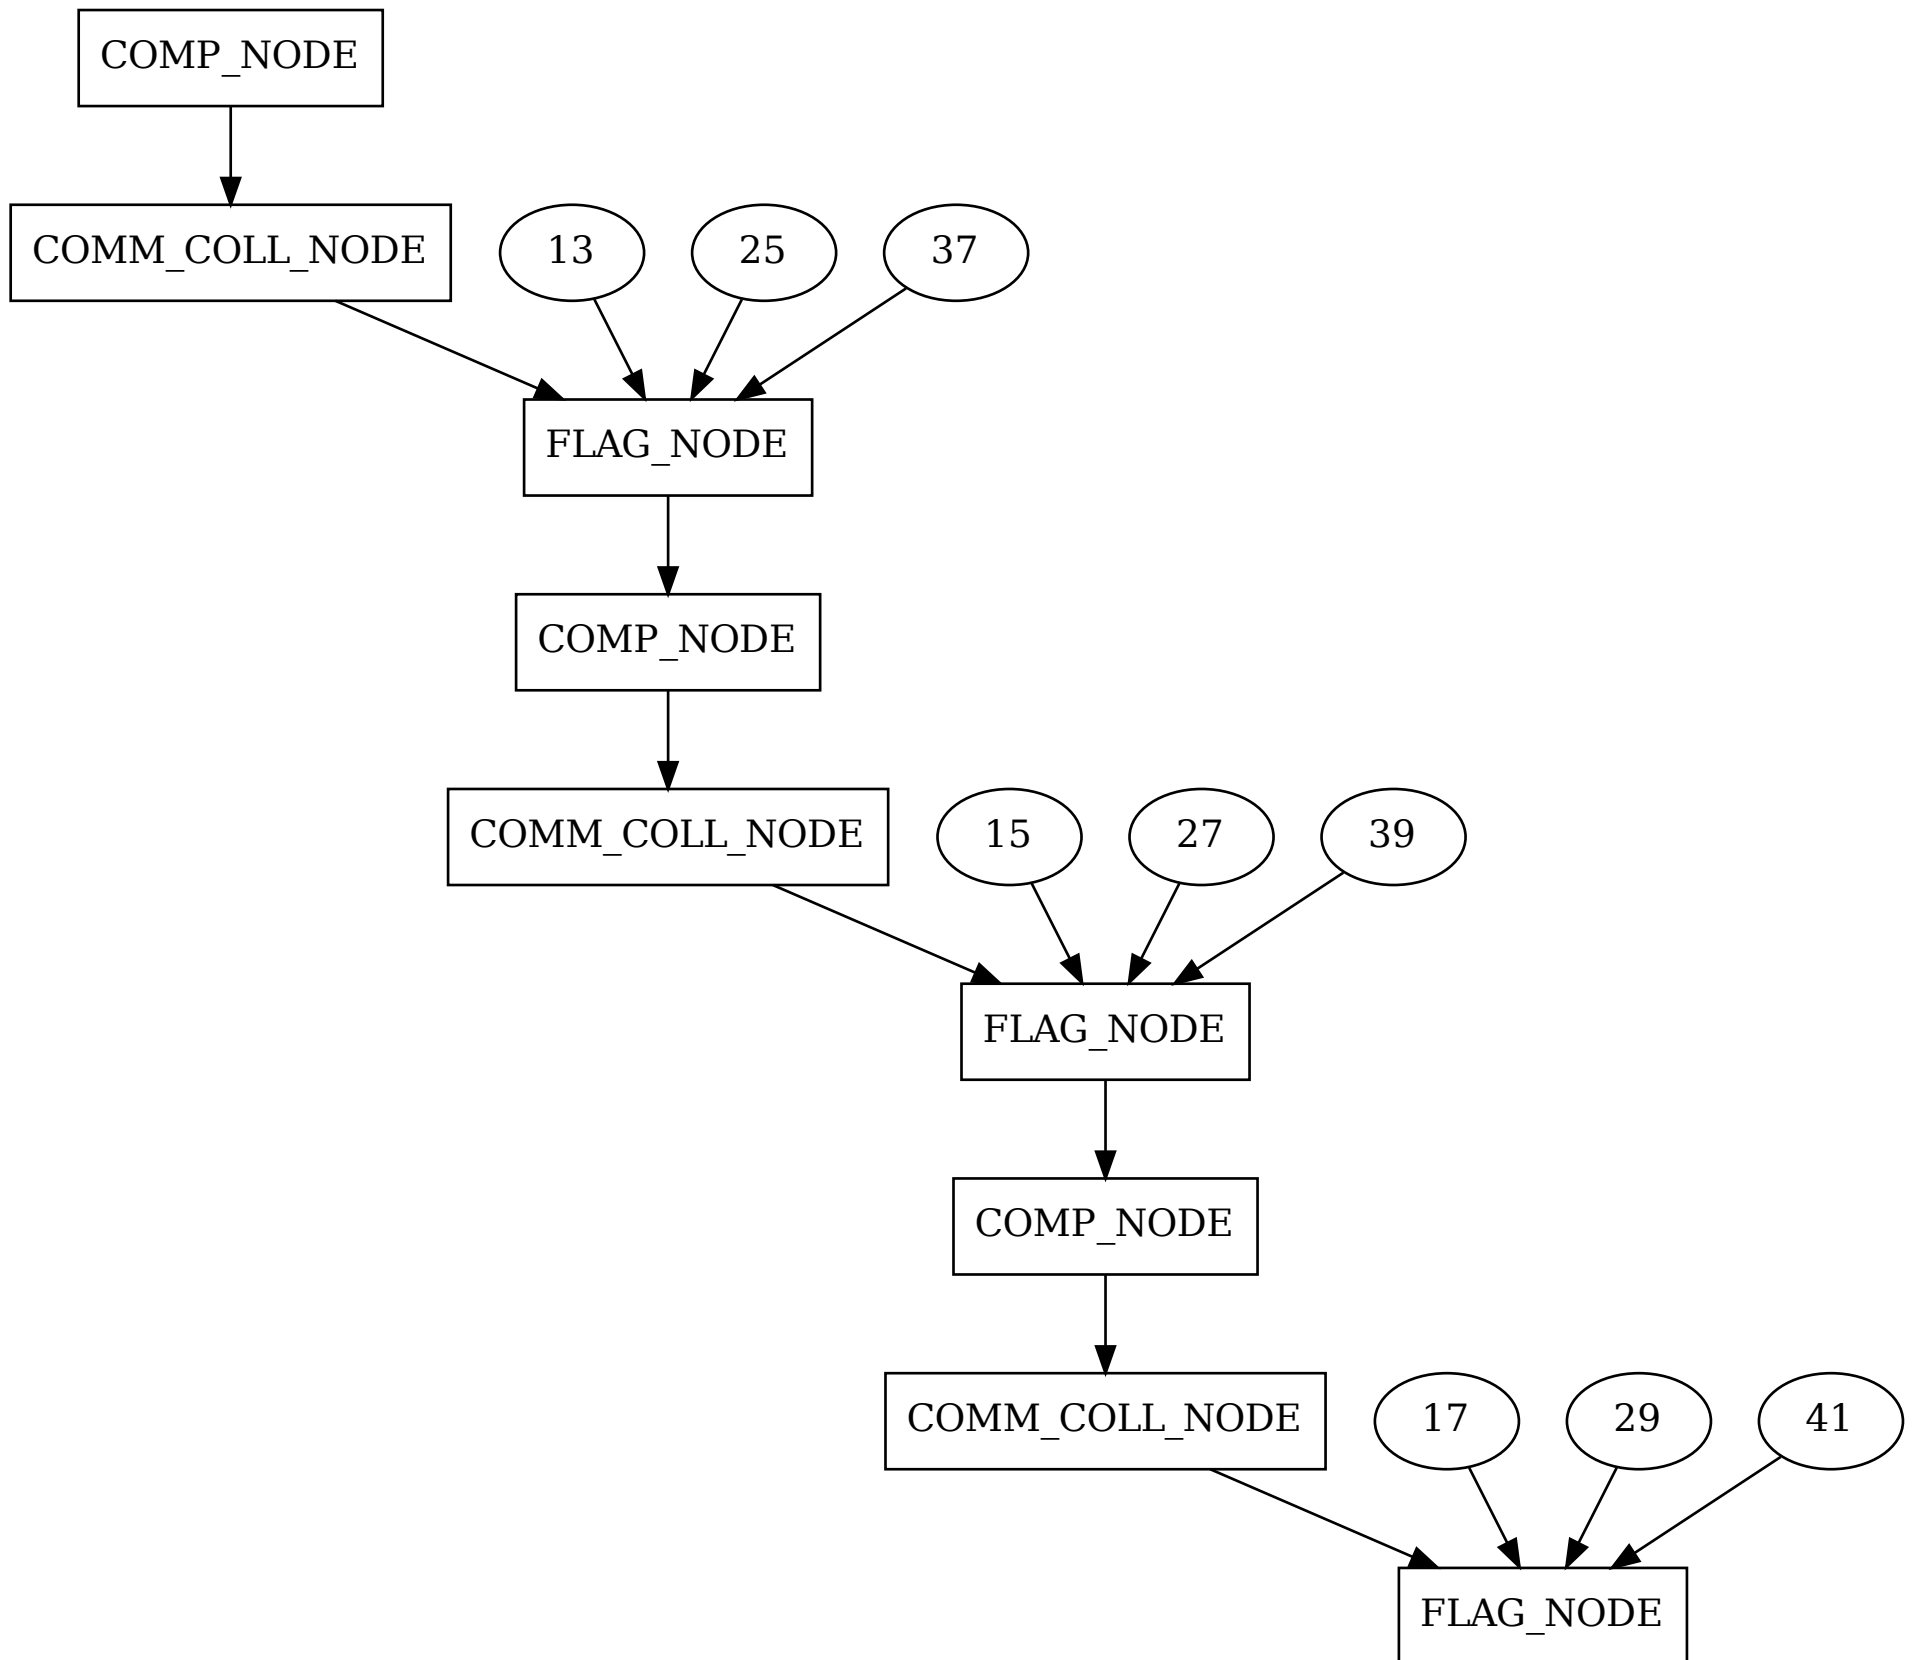 COMP_NODE
COMM_COLL_NODE
13
25
37
FLAG_NODE
COMP_NODE
COMM_COLL_NODE
15
27
39
FLAG_NODE
COMP_NODE
COMM_COLL_NODE
17
29
41
FLAG_NODE